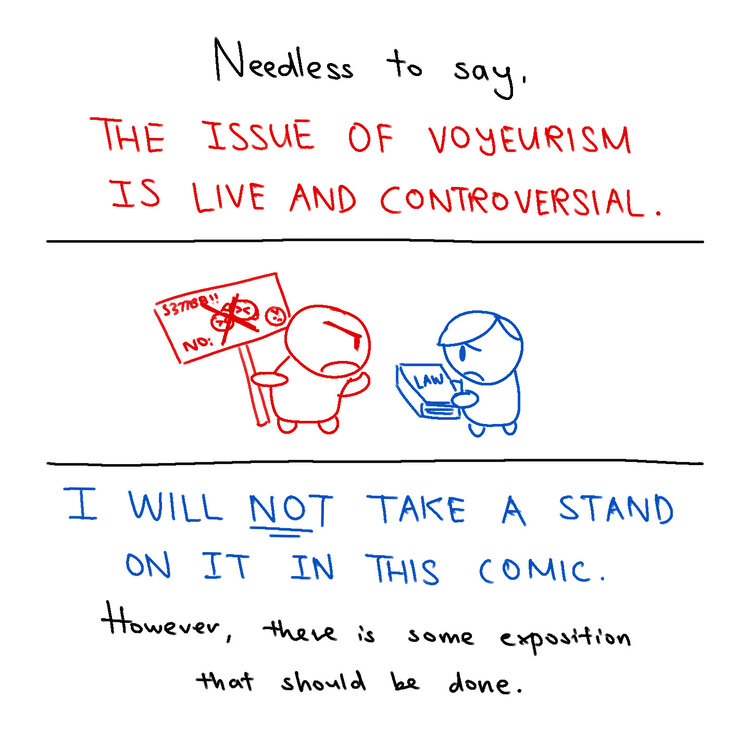 Needless to say,
THE ISSUE OF VOYEURISM
IS LIVE AND CONTROVERSIAL.
S377BB!!
NO:
LAW
I WILL NOT TAKE A STAND
ON IT IN THIS COMIC.
However, there is some exposition
that should be done.